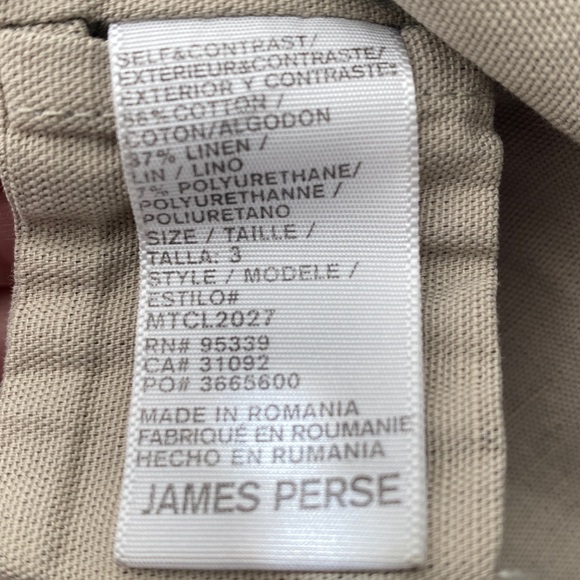 SELF&CONTRAST/
EXTERIEUR&CONTRASTE/
EXTERIOR Y CONTRASTE/
56% COTTON /
COTON/ALGODON
37% LINEN /
LIN / LINO
7% POLYURETHANE/
POLYURETHANNE /
POLIURETANO
SIZE / TAILLE /
TALLA: 3
STYLE / MODELE /
ESTILO#
MTCL2027
RN# 95339
CA# 31092
PO# 3665600
MADE IN ROMANIA
FABRIQUÉ EN ROUMANIE
HECHO EN RUMANIA
JAMES PERSE